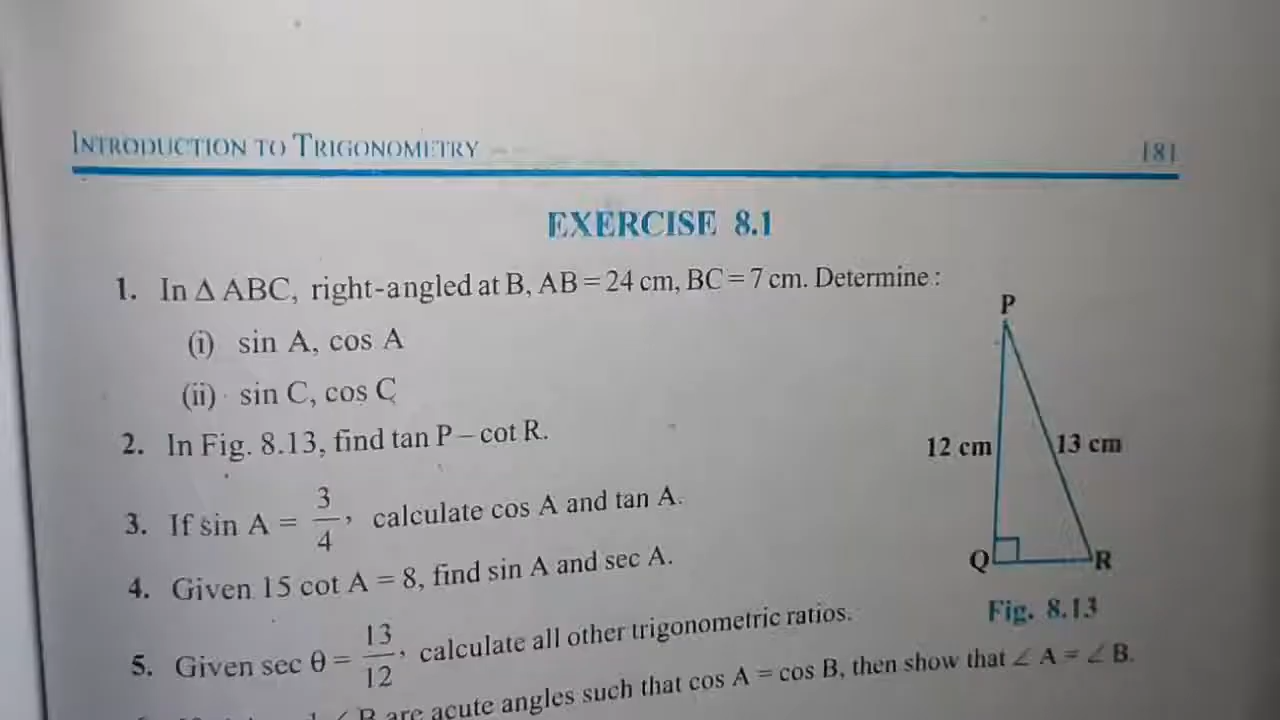 INTRODUCTION TO TRIGONOMETRY 181
EXERCISE 8.1
1. In Δ ABC, right-angled at B, AB = 24 cm, BC = 7 cm. Determine :
(i) sin A, cos A
(ii) sin C, cos C
2. In Fig. 8.13, find tan P – cot R.
3. If sin A = 3/4, calculate cos A and tan A.
4. Given 15 cot A = 8, find sin A and sec A.
5. Given sec θ = 13/12, calculate all other trigonometric ratios.
∠ B are acute angles such that cos A = cos B, then show that ∠ A = ∠ B.
P
12 cm
13 cm
Q
R
Fig. 8.13